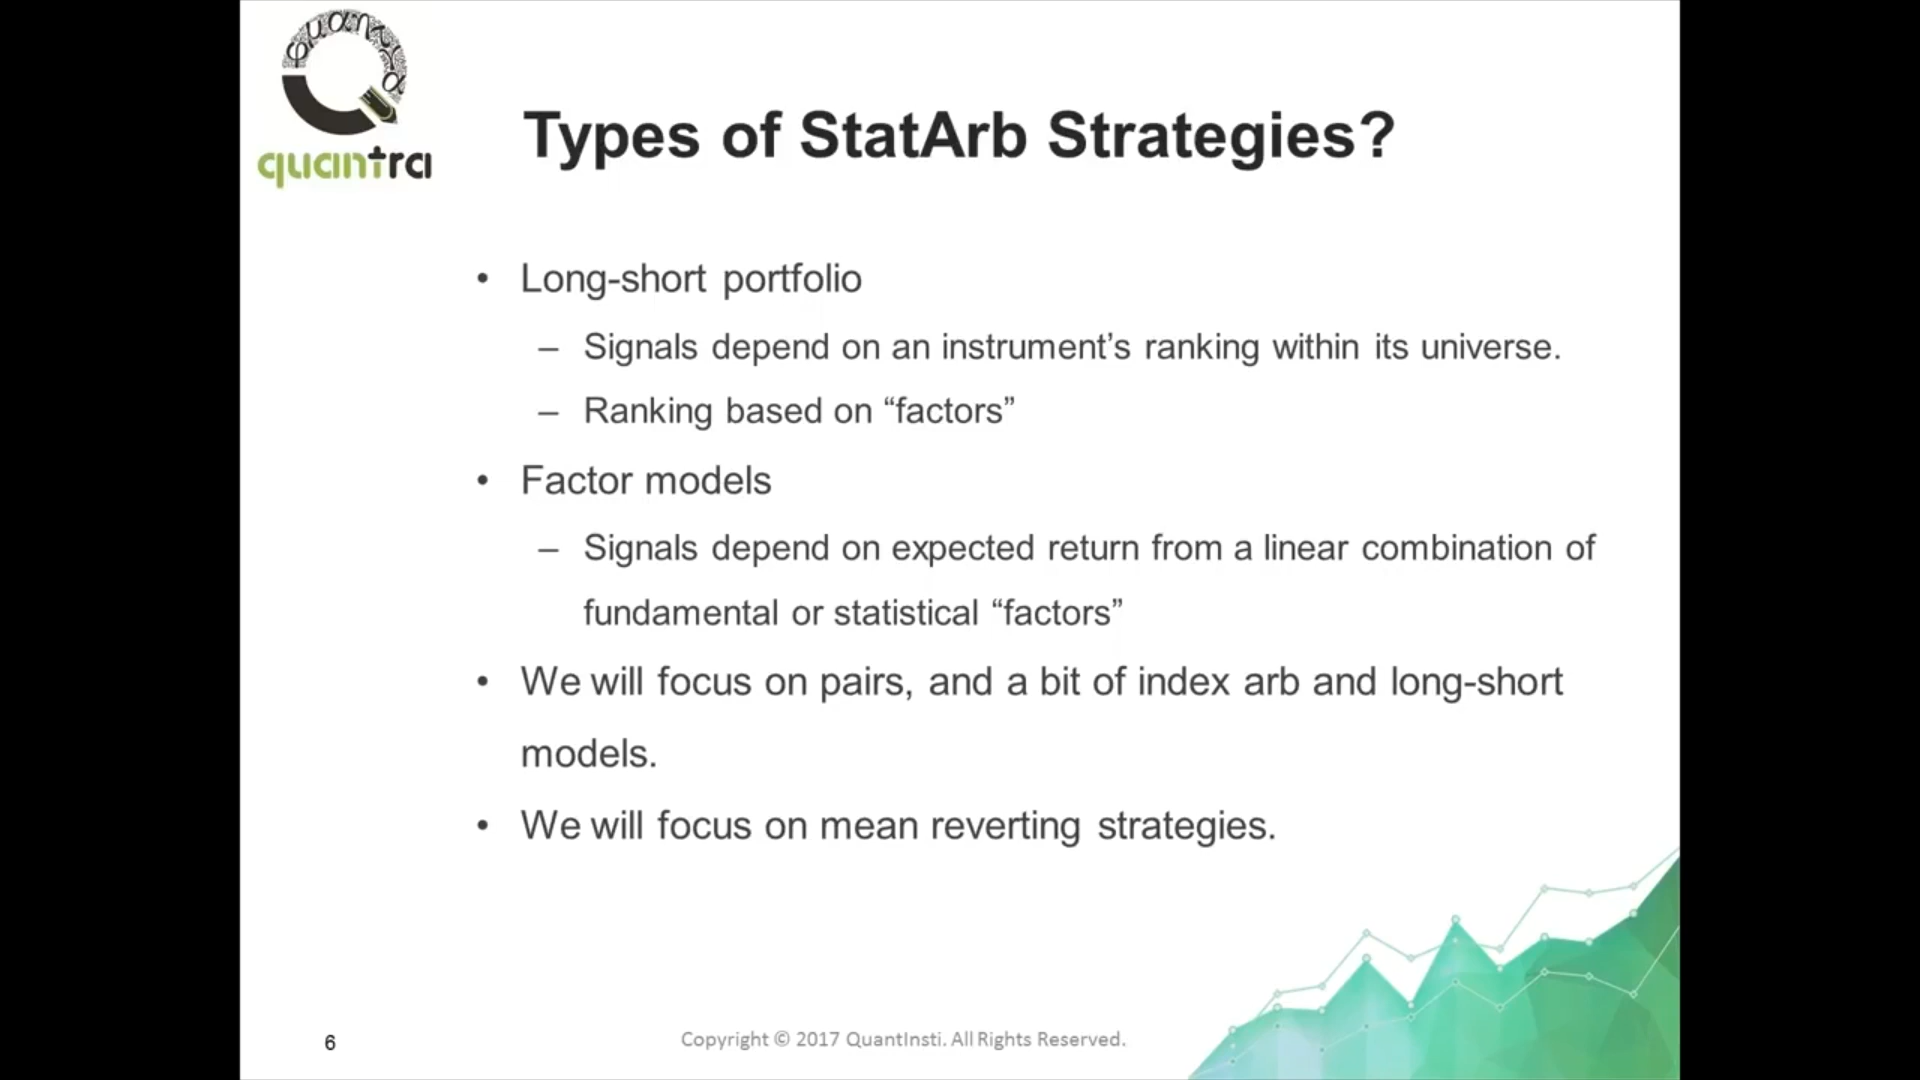 quantra
Types of StatArb Strategies?
• Long-short portfolio
– Signals depend on an instrument’s ranking within its universe.
– Ranking based on “factors”
• Factor models
– Signals depend on expected return from a linear combination of
fundamental or statistical “factors”
• We will focus on pairs, and a bit of index arb and long-short
models.
• We will focus on mean reverting strategies.
6
Copyright © 2017 QuantInsti. All Rights Reserved.